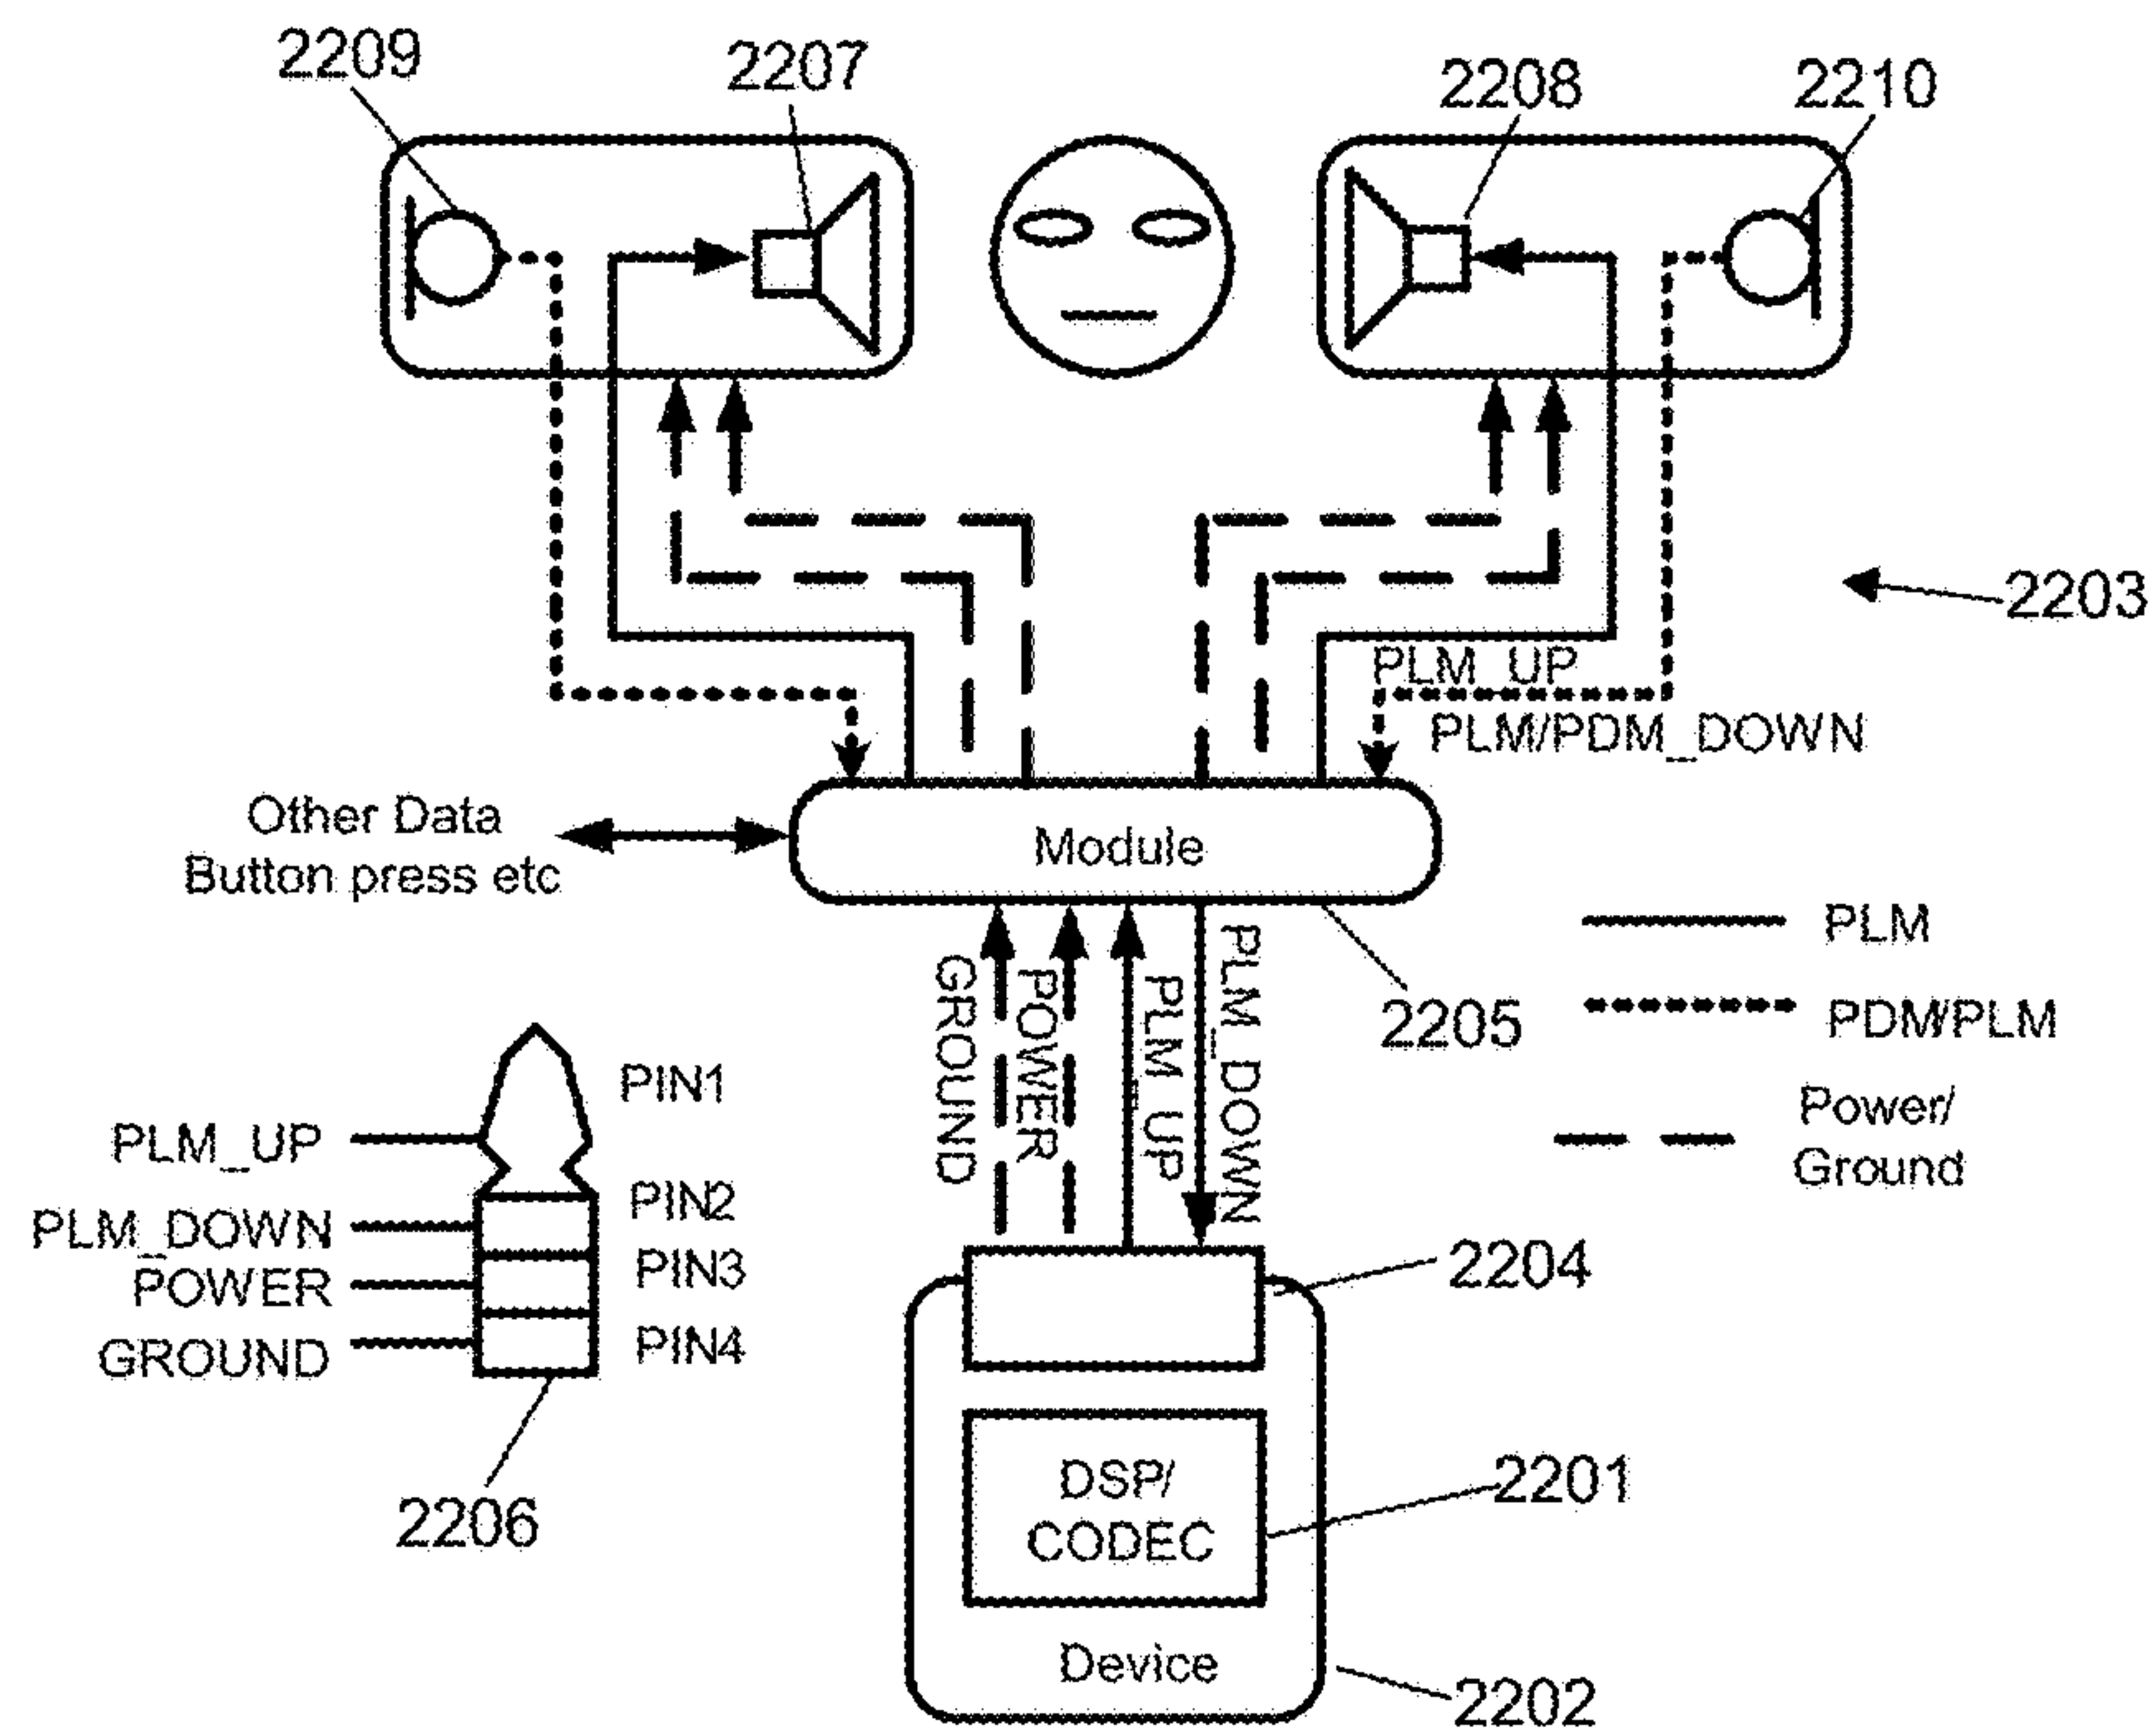 2209
2207
2208
2210
2203
PLM_UP
PLM/PDM_DOWN
Other Data
Button press etc
Module
GROUND
POWER
PLM_UP
PLM_DOWN
2205
PLM
PDM/PLM
Power/
Ground
PIN1
PLM_UP
PIN2
PLM_DOWN
PIN3
POWER
PIN4
GROUND
2206
2204
DSP/
CODEC
2201
Device
2202